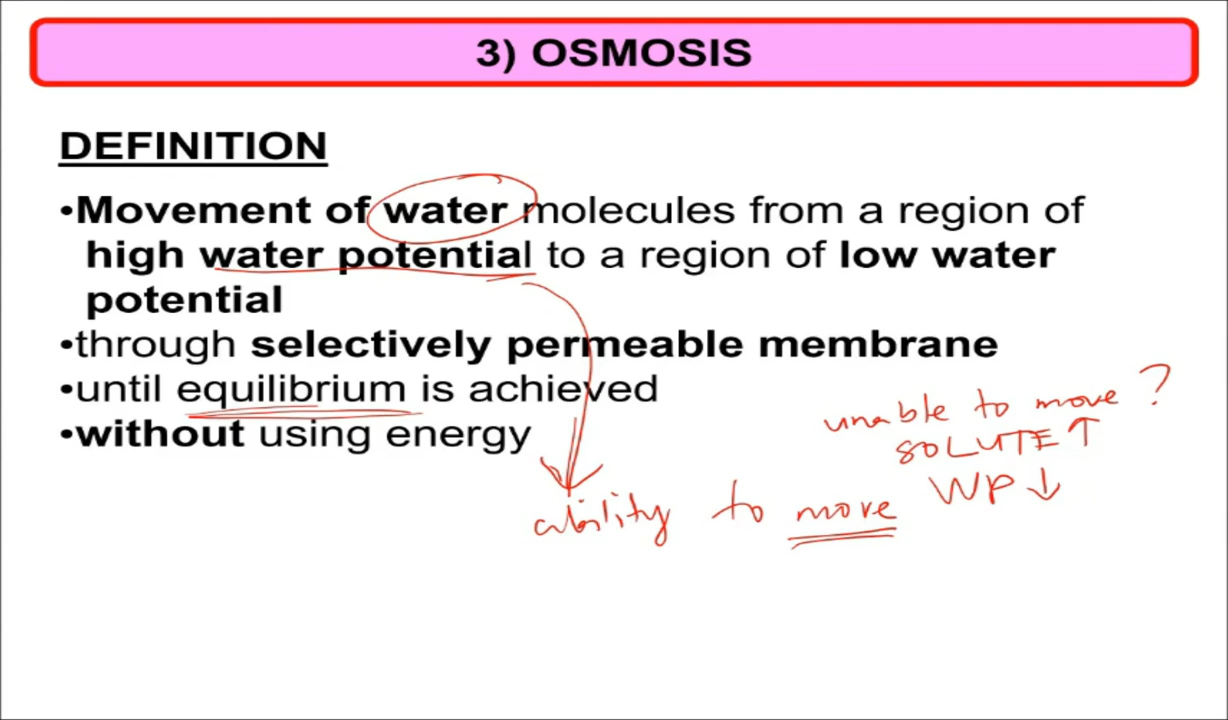 3) OSMOSIS
DEFINITION
•Movement of water molecules from a region of
high water potential to a region of low water
potential
•through selectively permeable membrane
•until equilibrium is achieved
•without using energy
unable to move ?
SOLUTE ↑
WP ↓
ability to move